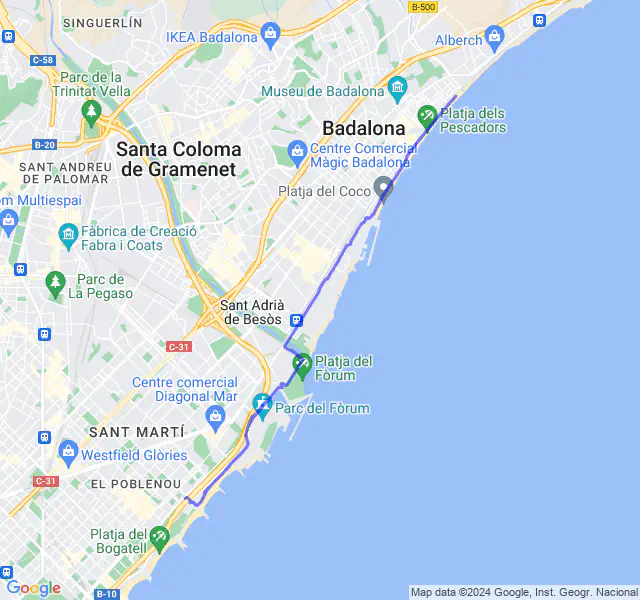 SINGUERLÍN
B-500
IKEA Badalona
Alberch
C-58
Parc de la
Trinitat Vella
Museu de Badalona
Platja dels
Pescadors
Badalona
B-20
Santa Coloma
de Gramenet
Centre Comercial
Màgic Badalona
SANT ANDREU
DE PALOMAR
Platja del Coco
om Multiespai
Fàbrica de Creació
Fabra i Coats
Parc de
La Pegaso
Sant Adrià
de Besòs
C-31
Platja del
Fòrum
Centre comercial
Diagonal Mar
Parc del Fòrum
SANT MARTÍ
Westfield Glòries
C-31
EL POBLENOU
Platja del
Bogatell
Google
B-10
Map data ©2024 Google, Inst. Geogr. Nacional